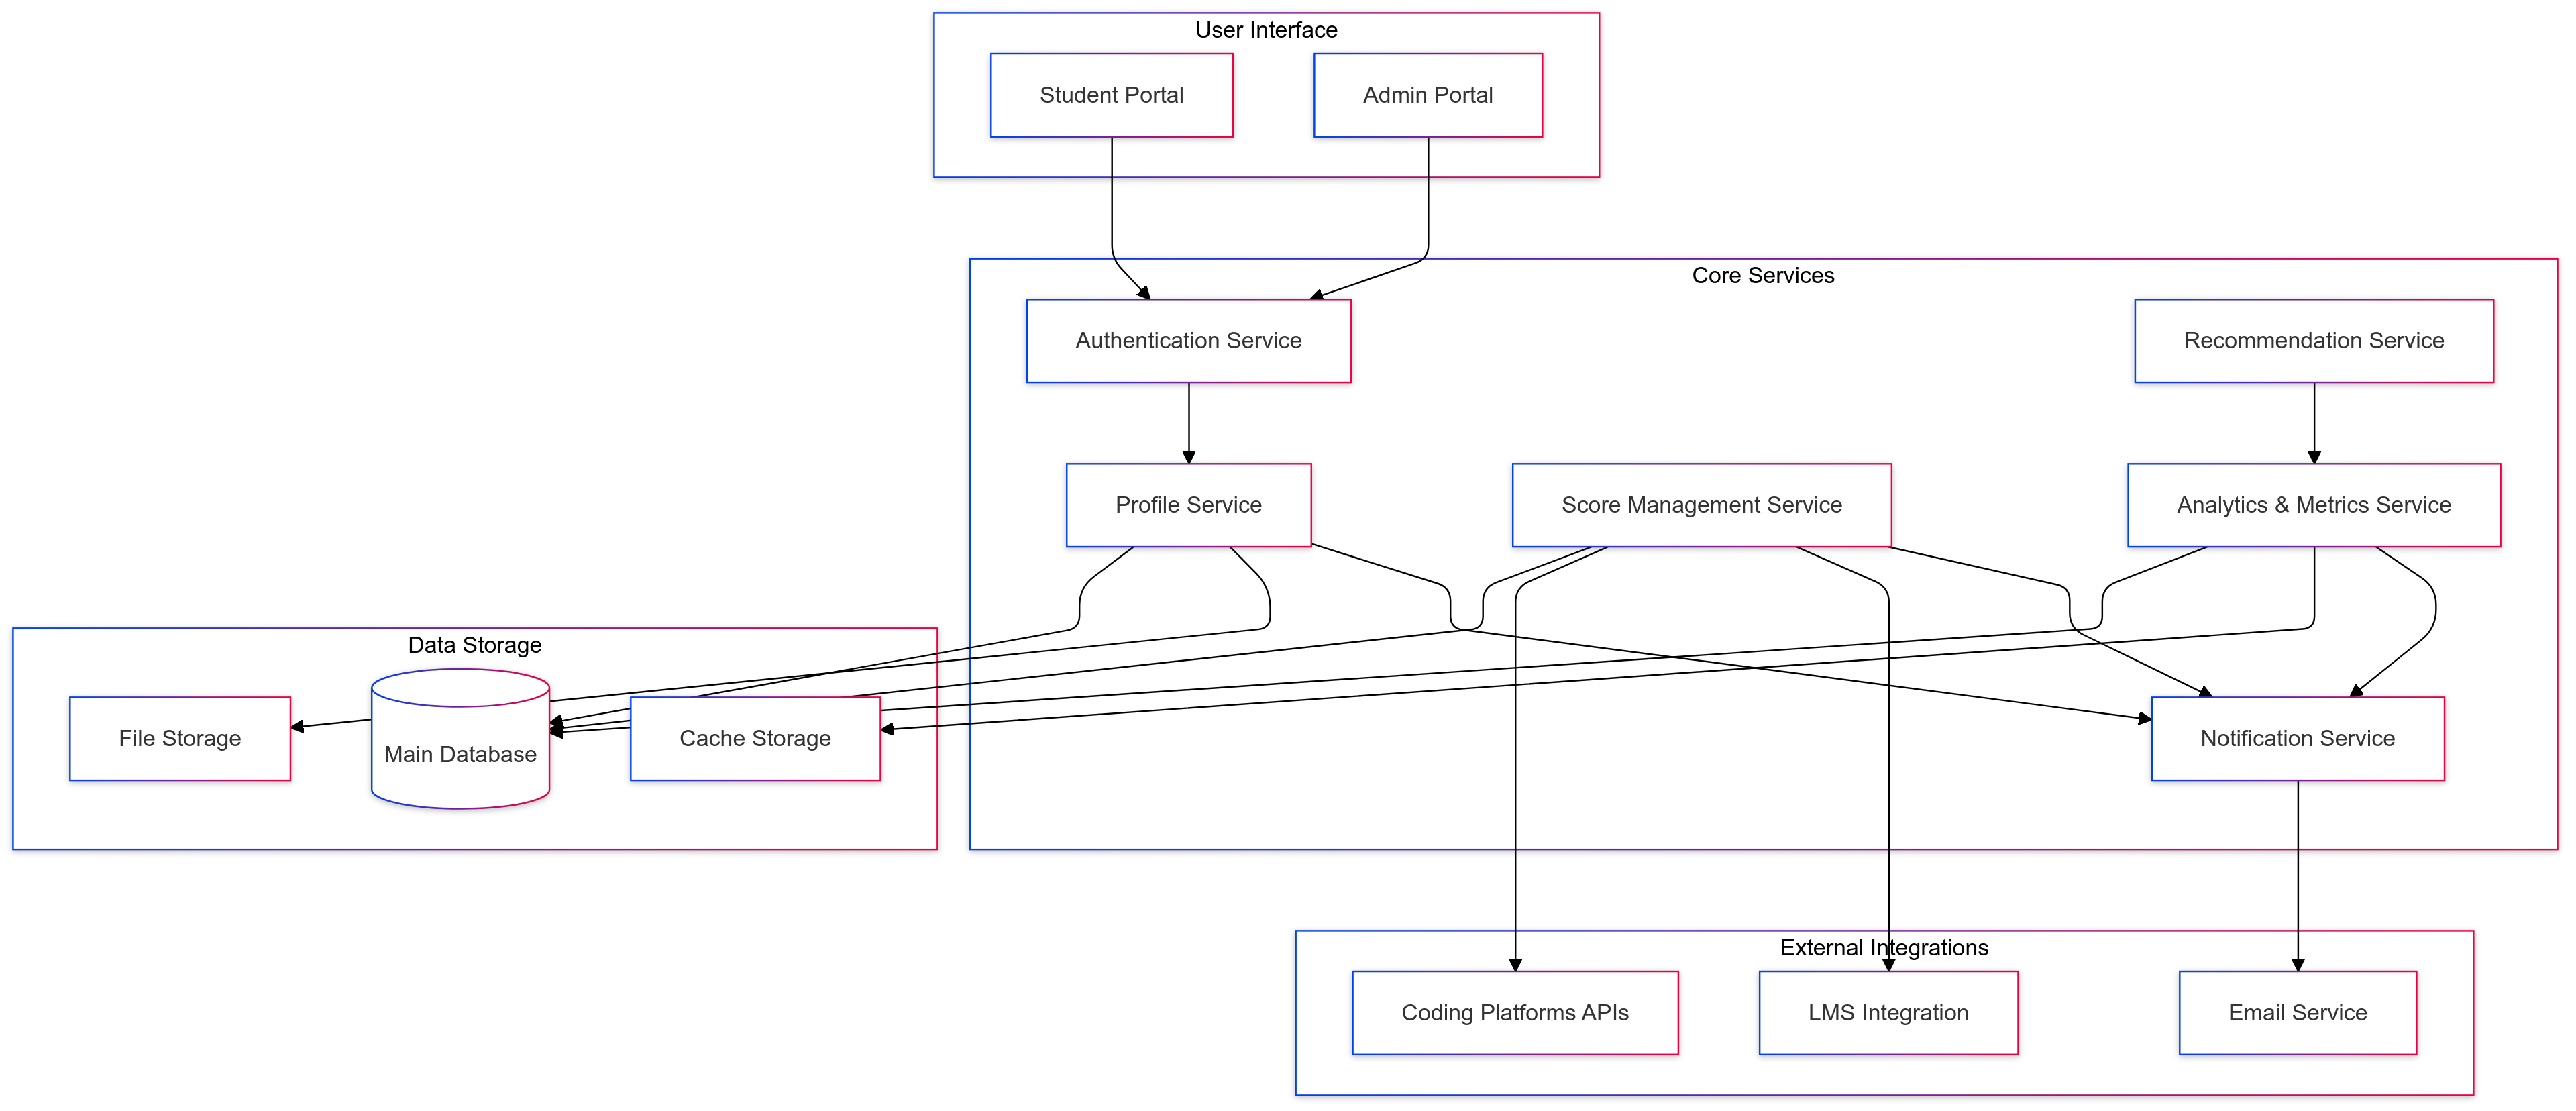 User Interface
Student Portal
Admin Portal
Core Services
Authentication Service
Recommendation Service
Profile Service
Score Management Service
Analytics & Metrics Service
Data Storage
File Storage
Main Database
Cache Storage
Notification Service
External Integrations
Coding Platforms APIs
LMS Integration
Email Service